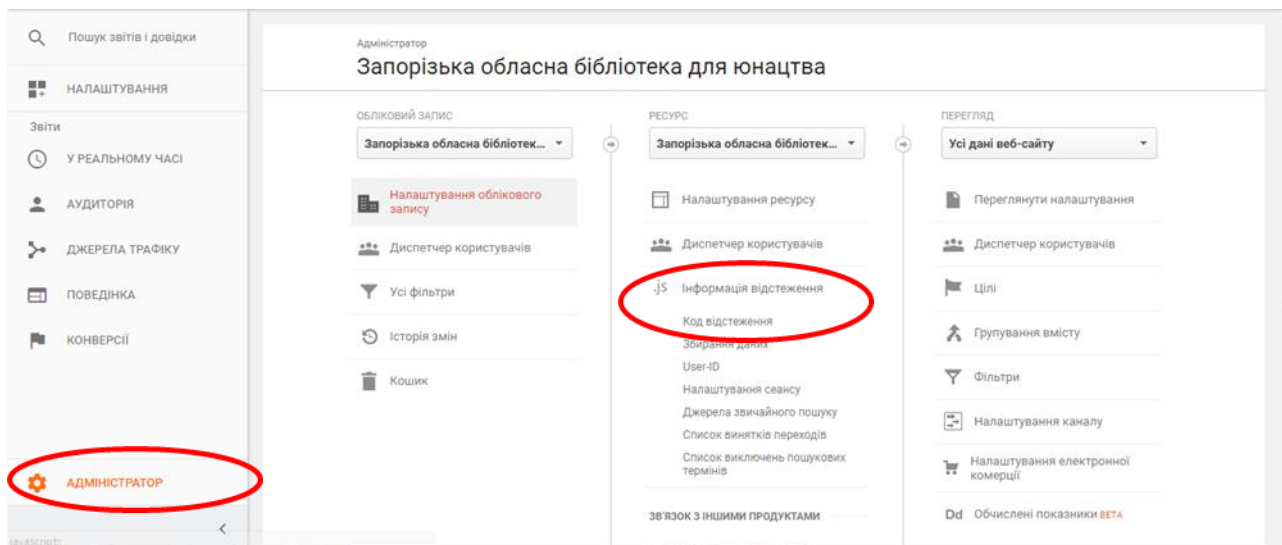 Пошук звітів і довідки
НАЛАШТУВАННЯ
Звіти
У РЕАЛЬНОМУ ЧАСІ
АУДИТОРІЯ
ДЖЕРЕЛА ТРАФІКУ
ПОВЕДІНКА
КОНВЕРСІЇ
АДМІНІСТРАТОР
javascript:
Адміністратор
Запорізька обласна бібліотека для юнацтва
ОБЛІКОВИЙ ЗАПИС
Запорізька обласна бібліотек...
Налаштування облікового
запису
Диспетчер користувачів
Усі фільтри
Історія змін
Кошик
РЕСУРС
Запорізька обласна бібліотек...
Налаштування ресурсу
Диспетчер користувачів
.js Інформація відстеження
Код відстеження
Збирання даних
User-ID
Налаштування сеансу
Джерела звичайного пошуку
Список винятків переходів
Список виключень пошукових
термінів
ЗВ'ЯЗОК З ІНШИМИ ПРОДУКТАМИ
ПЕРЕГЛЯД
Усі дані веб-сайту
Переглянути налаштування
Диспетчер користувачів
Цілі
Групування вмісту
Фільтри
Налаштування каналу
Налаштування електронної
комерції
Dd Обчислені показники БЕТА